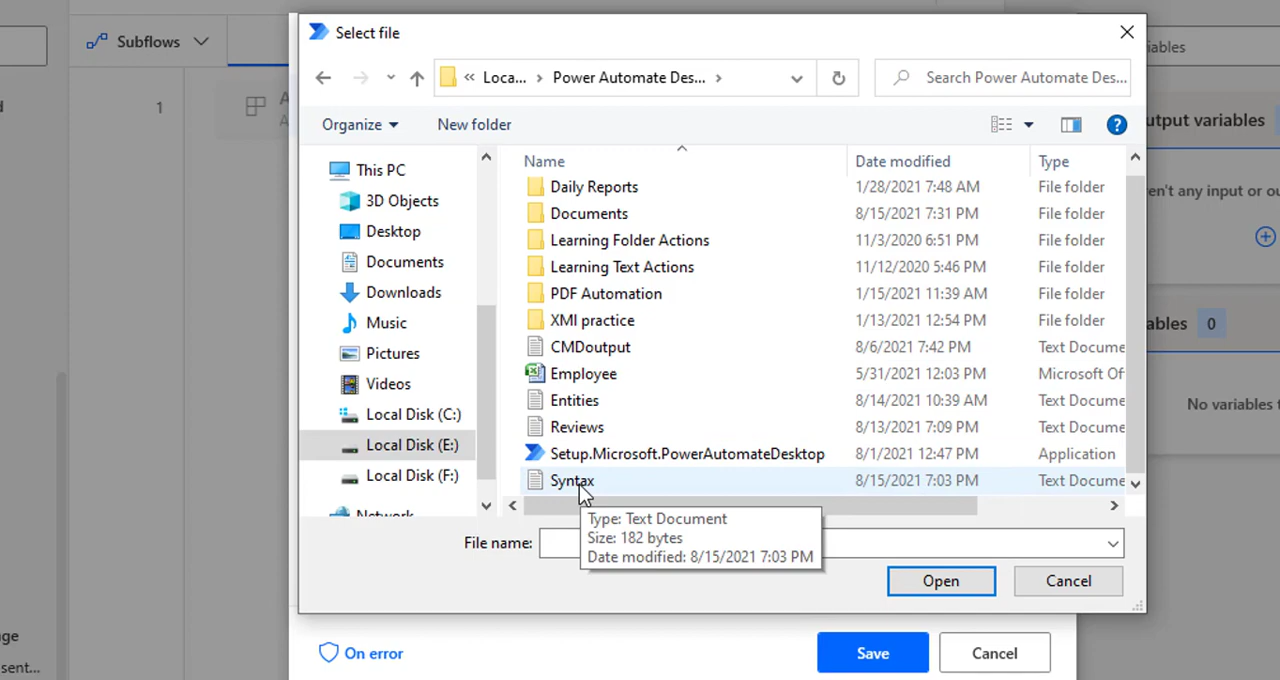 Subflows
1
A
A
d
ge
sent...
Select file
« Loca... > Power Automate Des... >
Search Power Automate Des...
Organize
New folder
?
Name Date modified Type
This PC
3D Objects
Desktop
Documents
Downloads
Music
Pictures
Videos
Local Disk (C:)
Local Disk (E:)
Local Disk (F:)
Network
Daily Reports 1/28/2021 7:48 AM File folder
Documents 8/15/2021 7:31 PM File folder
Learning Folder Actions 11/3/2020 6:51 PM File folder
Learning Text Actions 11/12/2020 5:46 PM File folder
PDF Automation 1/15/2021 11:39 AM File folder
XMl practice 1/13/2021 12:54 PM File folder
CMDoutput 8/6/2021 7:42 PM Text Docume
Employee 5/31/2021 12:03 PM Microsoft Of
Entities 8/14/2021 10:39 AM Text Docume
Reviews 8/13/2021 7:09 PM Text Docume
Setup.Microsoft.PowerAutomateDesktop 8/1/2021 12:47 PM Application
Syntax 8/15/2021 7:03 PM Text Docume
Type: Text Document
Size: 182 bytes
Date modified: 8/15/2021 7:03 PM
File name:
Open Cancel
On error
Save Cancel
iables
utput variables
en't any input or ou
ables 0
No variables t